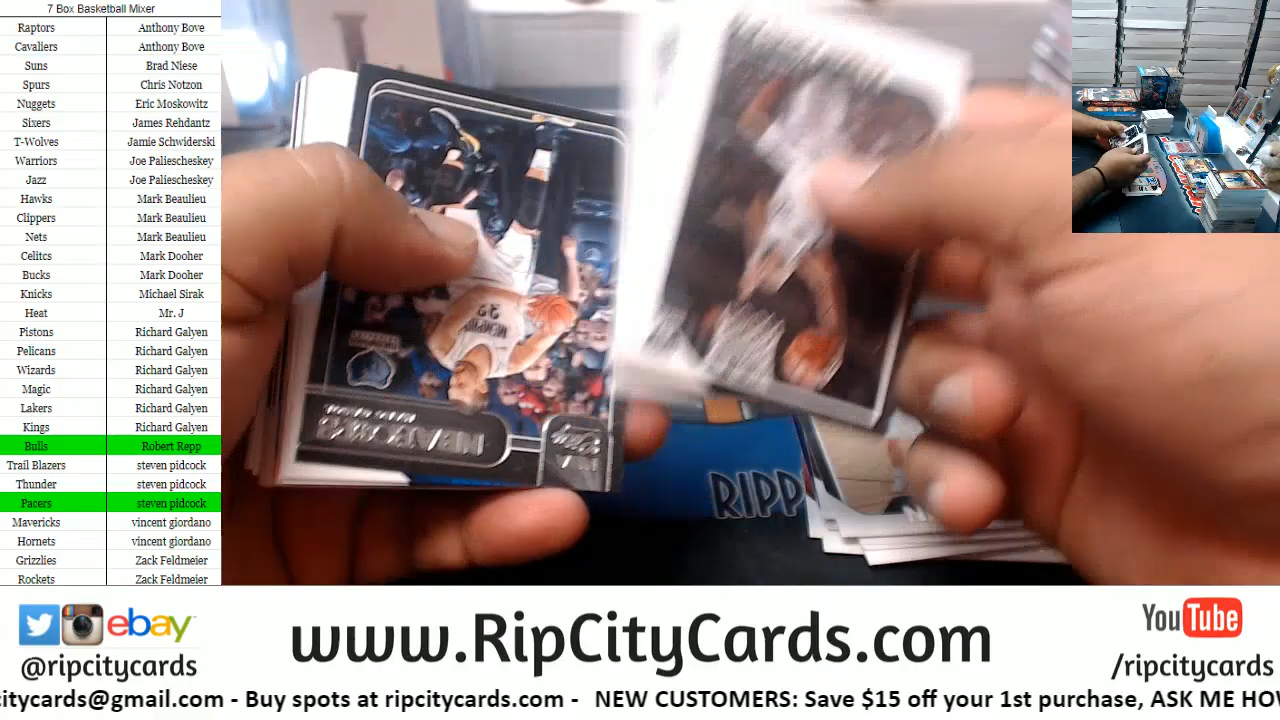 7 Box Basketball Mixer
Raptors Anthony Bove
Cavaliers Anthony Bove
Suns Brad Niese
Spurs Chris Notzon
Nuggets Eric Moskowitz
Sixers James Rehdantz
T-Wolves Jamie Schwiderski
Warriors Joe Paliescheskey
Jazz Joe Paliescheskey
Hawks Mark Beaulieu
Clippers Mark Beaulieu
Nets Mark Beaulieu
Celitcs Mark Dooher
Bucks Mark Dooher
Knicks Michael Sirak
Heat Mr. J
Pistons Richard Galyen
Pelicans Richard Galyen
Wizards Richard Galyen
Magic Richard Galyen
Lakers Richard Galyen
Kings Richard Galyen
Bulls Robert Repp
Trail Blazers steven pidcock
Thunder steven pidcock
Pacers steven pidcock
Mavericks vincent giordano
Hornets vincent giordano
Grizzlies Zack Feldmeier
Rockets Zack Feldmeier
MEMPHIS
33
RIPP
ebay
@ripcitycards
www.RipCityCards.com
YouTube
/ripcitycards
citycards@gmail.com - Buy spots at ripcitycards.com - NEW CUSTOMERS: Save $15 off your 1st purchase, ASK ME HOW